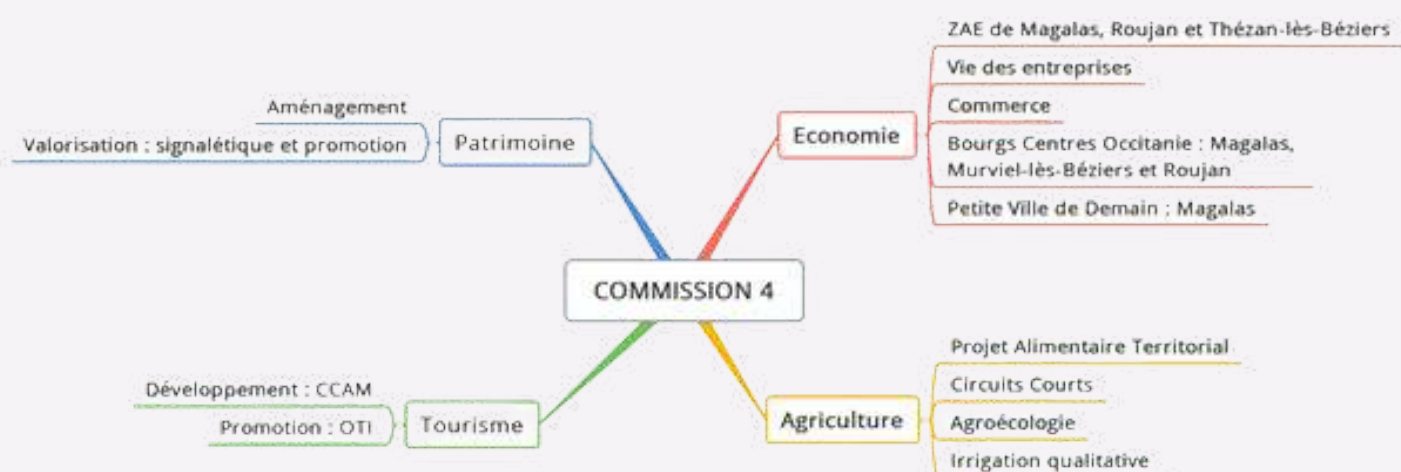 COMMISSION 4
Patrimoine
Aménagement
Valorisation : signalétique et promotion
Economie
ZAE de Magalas, Roujan et Thézan-lès-Béziers
Vie des entreprises
Commerce
Bourgs Centres Occitanie : Magalas,
Murviel-lès-Béziers et Roujan
Petite Ville de Demain : Magalas
Tourisme
Développement : CCAM
Promotion : OTI
Agriculture
Projet Alimentaire Territorial
Circuits Courts
Agroécologie
Irrigation qualitative